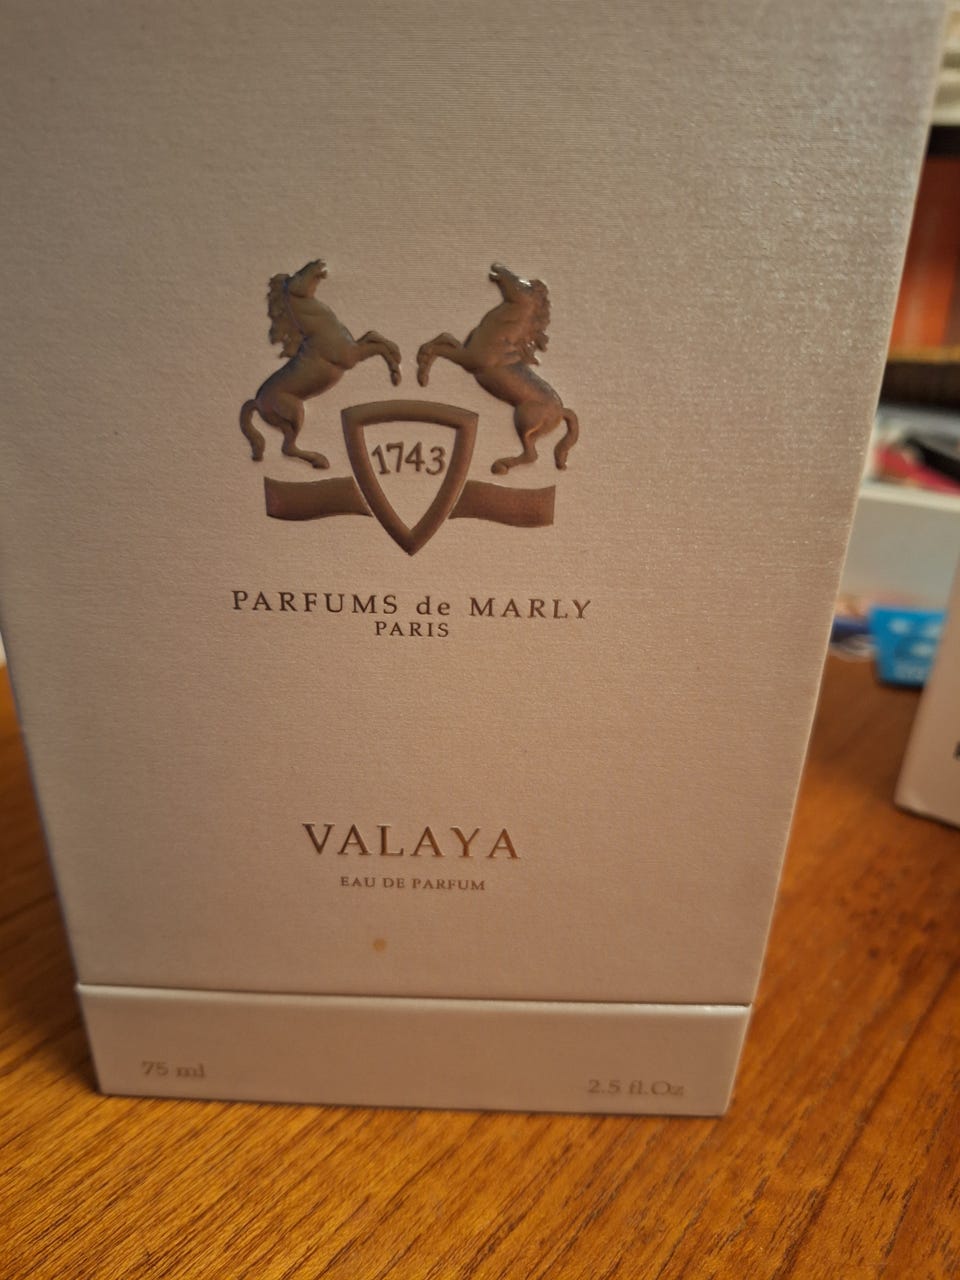 1743
PARFUMS de MARLY
PARIS
VALAYA
EAU DE PARFUM
75 ml
2.5 fl.Oz